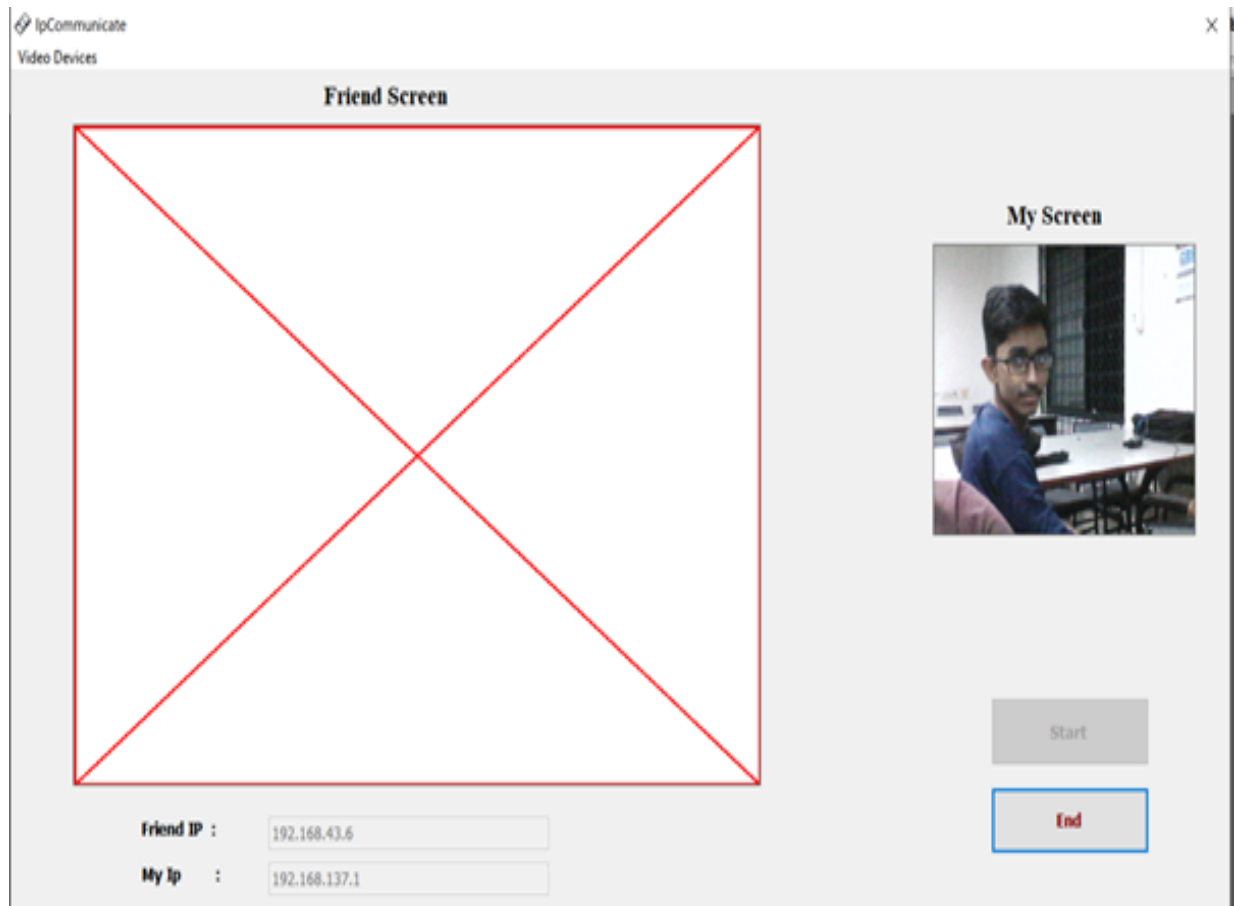 IpCommunicate
Video Devices
Friend Screen
My Screen
Start
End
Friend IP :
192.168.43.6
My Ip :
192.168.137.1